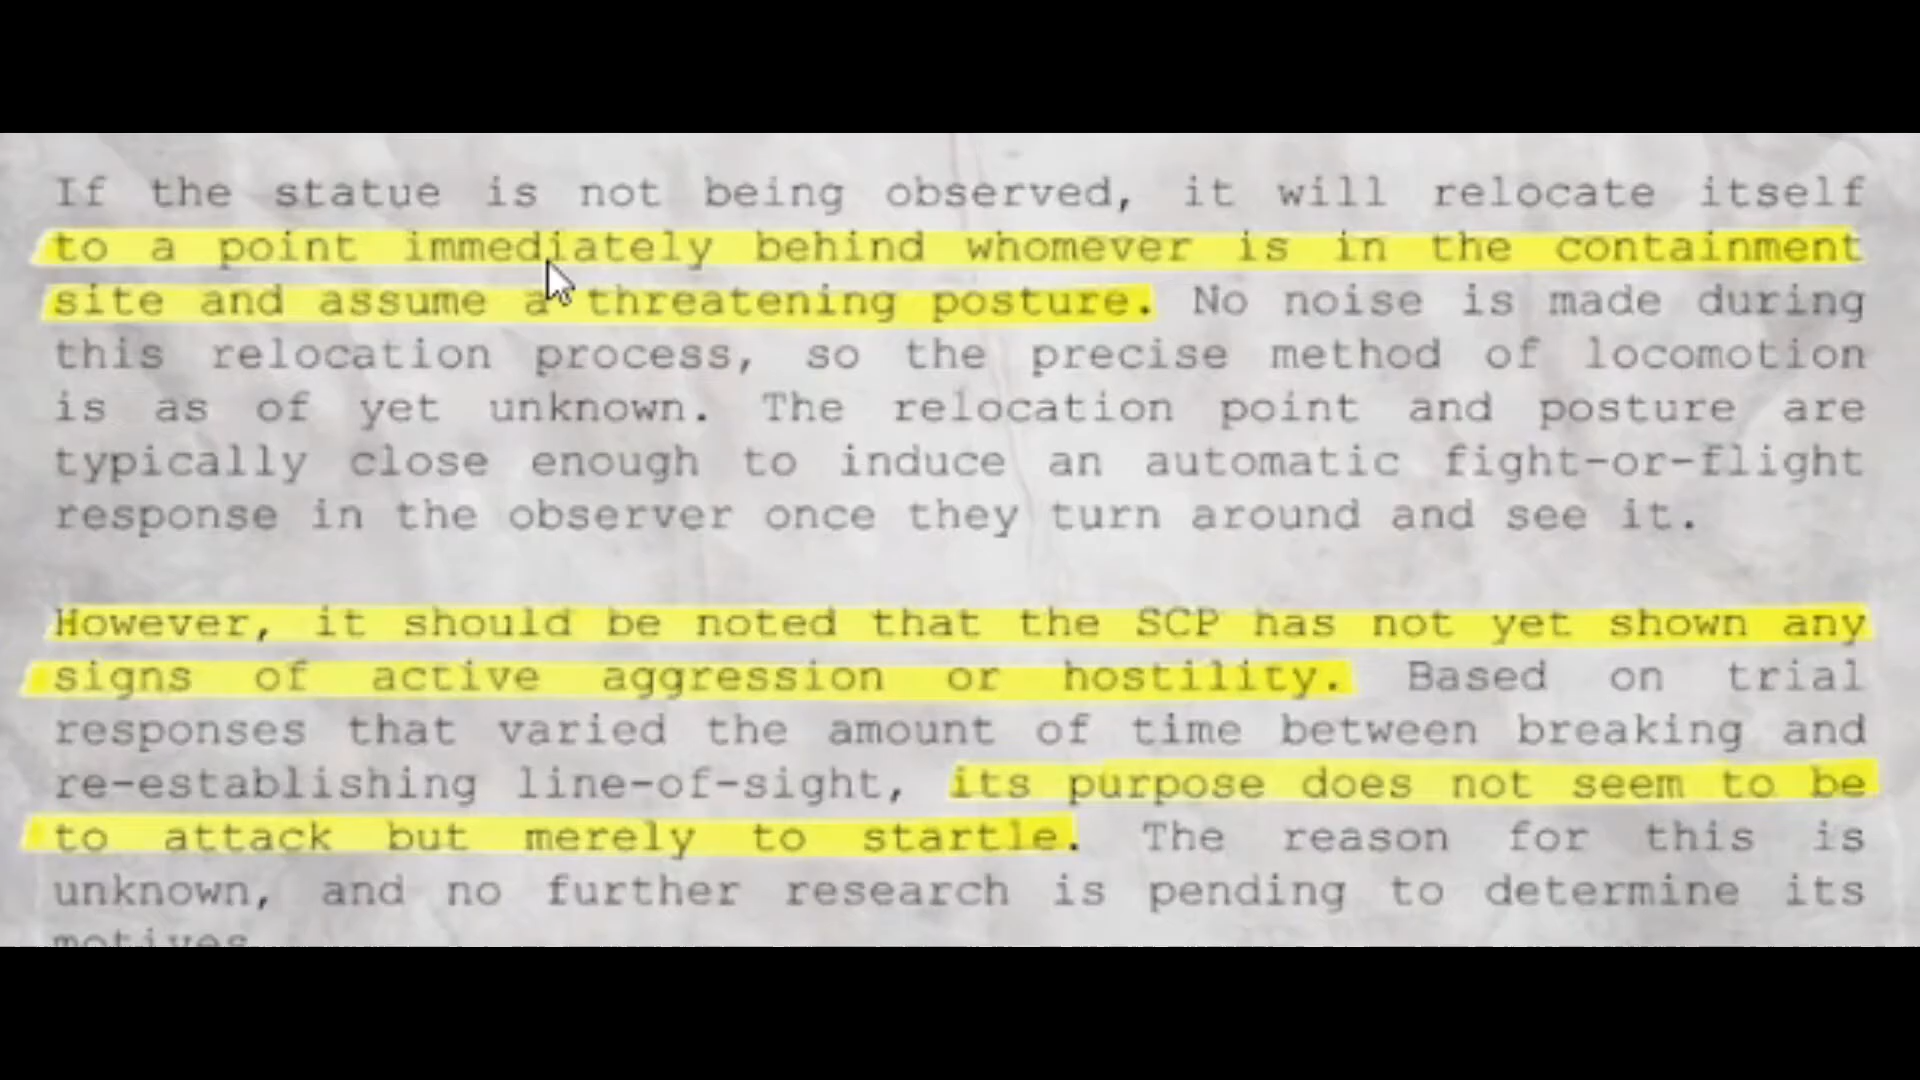 If the statue is not being observed, it will relocate itself
to a point immediately behind whomever is in the containment
site and assume a threatening posture. No noise is made during
this relocation process, so the precise method of locomotion
is as of yet unknown. The relocation point and posture are
typically close enough to induce an automatic fight-or-flight
response in the observer once they turn around and see it.
However, it should be noted that the SCP has not yet shown any
signs of active aggression or hostility. Based on trial
responses that varied the amount of time between breaking and
re-establishing line-of-sight, its purpose does not seem to be
to attack but merely to startle. The reason for this is
unknown, and no further research is pending to determine its
motives